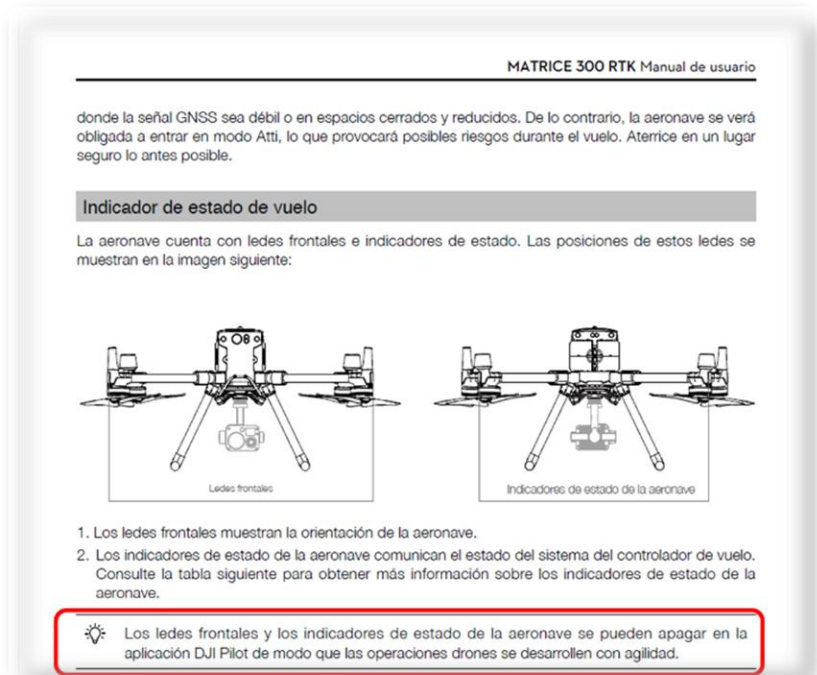 MATRICE 300 RTK Manual de usuario
donde la señal GNSS sea débil o en espacios cerrados y reducidos. De lo contrario, la aeronave se verá
obligada a entrar en modo Atti, lo que provocará posibles riesgos durante el vuelo. Aterrice en un lugar
seguro lo antes posible.
Indicador de estado de vuelo
La aeronave cuenta con ledes frontales e indicadores de estado. Las posiciones de estos ledes se
muestran en la imagen siguiente:
Ledes frontales
Indicadores de estado de la aeronave
1. Los ledes frontales muestran la orientación de la aeronave.
2. Los indicadores de estado de la aeronave comunican el estado del sistema del controlador de vuelo.
Consulte la tabla siguiente para obtener más información sobre los indicadores de estado de la
aeronave.
Los ledes frontales y los indicadores de estado de la aeronave se pueden apagar en la
aplicación DJI Pilot de modo que las operaciones drones se desarrollen con agilidad.